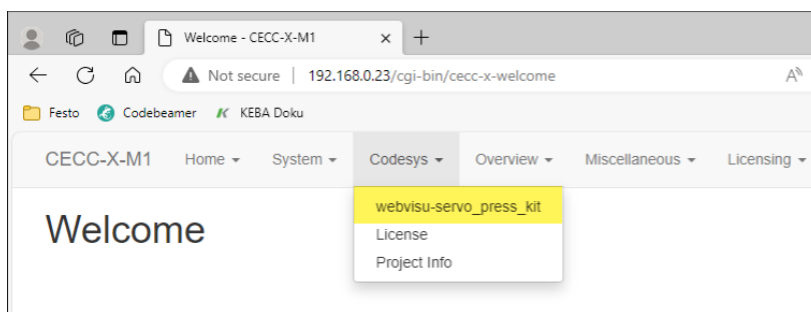 Welcome - CECC-X-M1
Not secure | 192.168.0.23/cgi-bin/cecc-x-welcome
Festo Codebeamer KEBA Doku
CECC-X-M1 Home System Codesys Overview Miscellaneous Licensing
webvisu-servo_press_kit
Welcome
License
Project Info